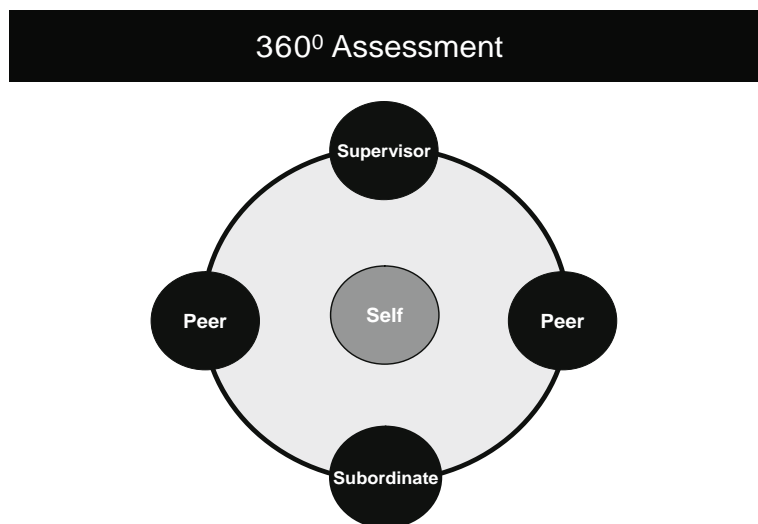 360⁰ Assessment
Supervisor
Peer
Self
Peer
Subordinate